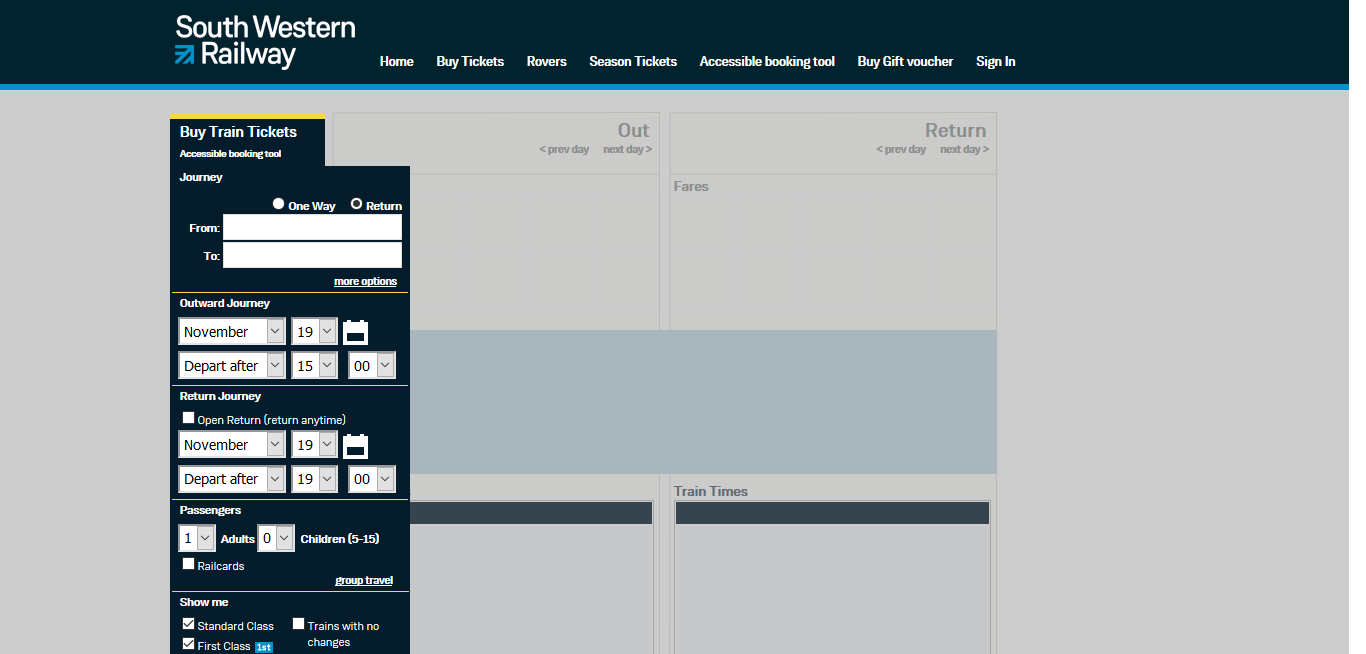 South Western
Railway
Home Buy Tickets Rovers Season Tickets Accessible booking tool Buy Gift voucher Sign In
Buy Train Tickets
Accessible booking tool
Out
< prev day next day >
Return
< prev day next day >
Journey
One Way Return
From:
To:
more options
Fares
Outward Journey
November 19
Depart after 15 00
Return Journey
Open Return (return anytime)
November 19
Depart after 19 00
Train Times
Passengers
1 Adults 0 Children (5-15)
Railcards
group travel
Show me
Standard Class
Trains with no
changes
First Class 1st